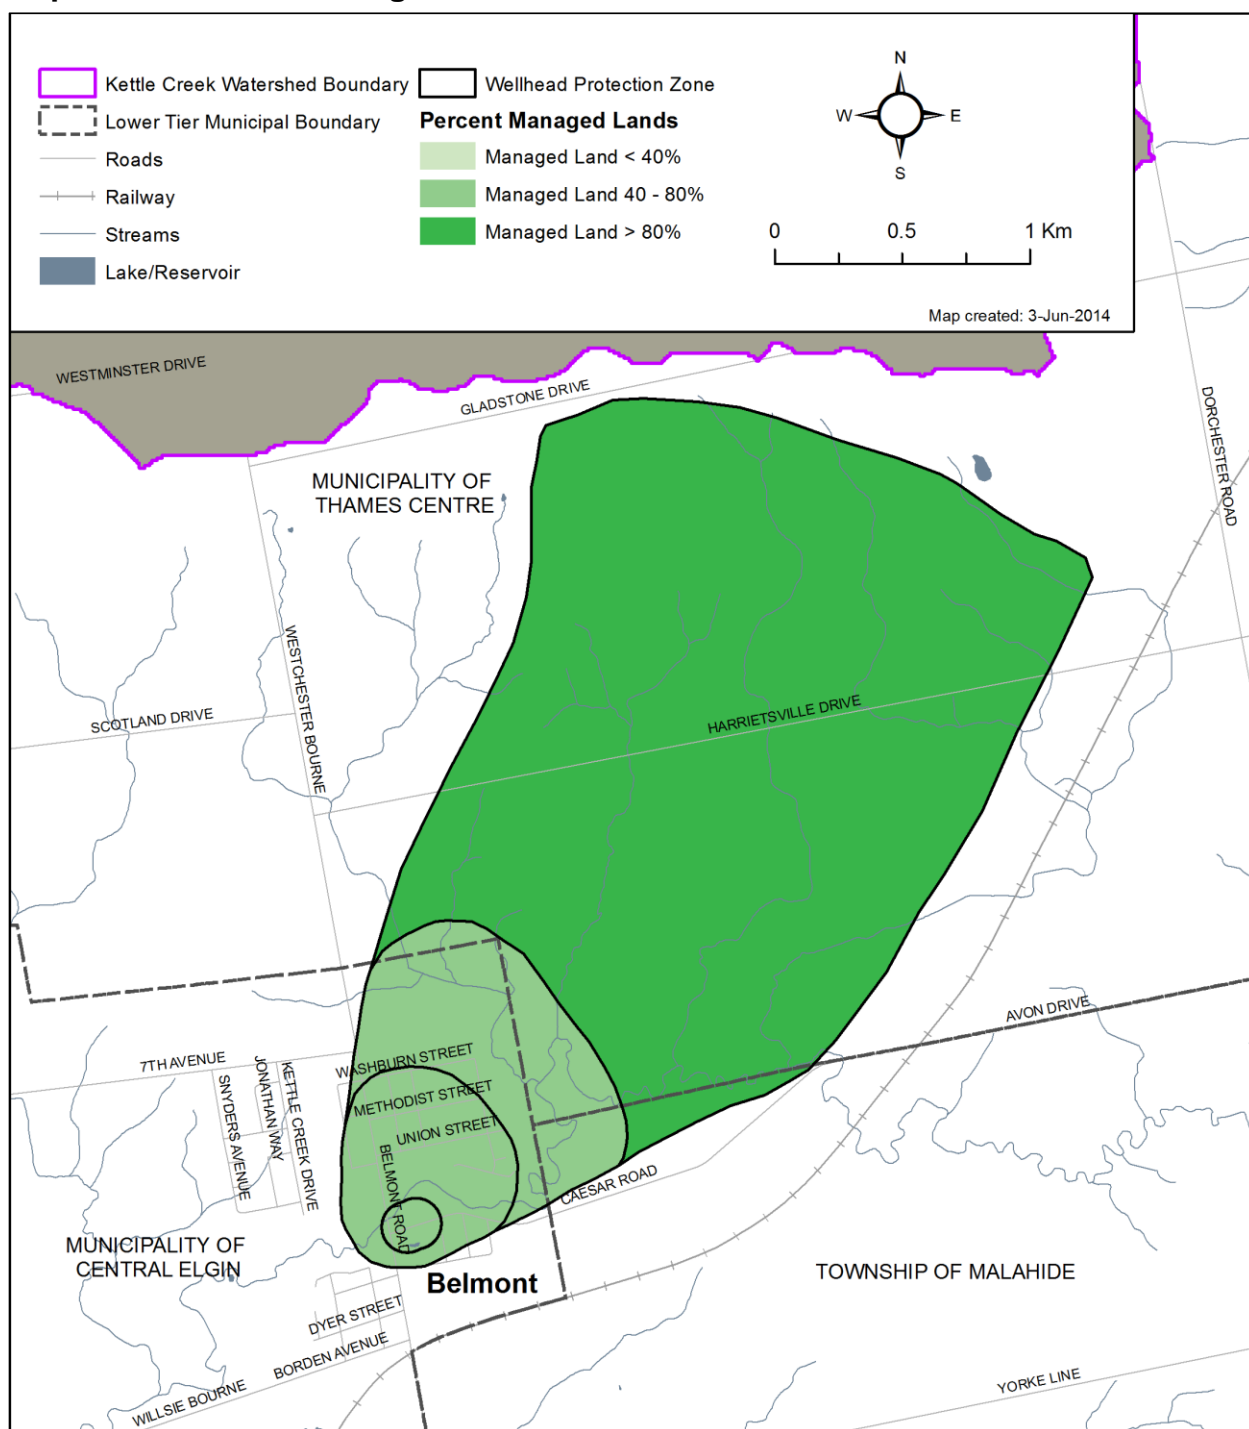 Kettle Creek Watershed Boundary
Lower Tier Municipal Boundary
Roads
Railway
Streams
Lake/Reservoir
Wellhead Protection Zone
Percent Managed Lands
Managed Land < 40%
Managed Land 40 - 80%
Managed Land > 80%
N
W
E
S
0 0.5 1 Km
Map created: 3-Jun-2014
WESTMINSTER DRIVE
GLADSTONE DRIVE
DORCHESTER ROAD
MUNICIPALITY OF
THAMES CENTRE
WESTCHESTER BOURNE
SCOTLAND DRIVE
HARRIETSVILLE DRIVE
AVON DRIVE
7TH AVENUE
WASHBURN STREET
SNYDERS AVENUE
JONATHAN WAY
KETTLE CREEK DRIVE
METHODIST STREET
UNION STREET
BELMONT ROAD
CAESAR ROAD
MUNICIPALITY OF
CENTRAL ELGIN
Belmont
TOWNSHIP OF MALAHIDE
DYER STREET
BORDEN AVENUE
WILLSIE BOURNE
YORKE LINE